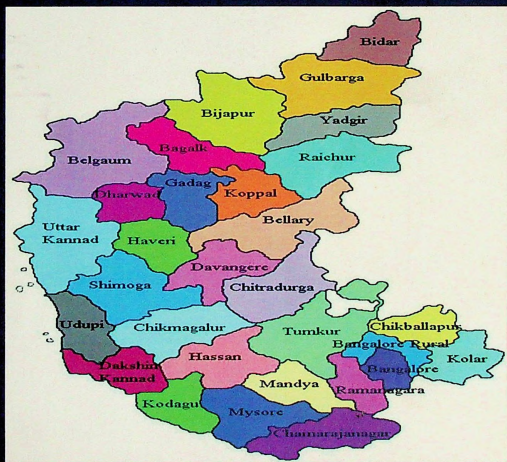 Bidar
Gulbarga
Bijapur
Yadgir
Bagalk
Belgaum
Raichur
Gadag
Dharwad
Koppal
Uttar
Kannad
Bellary
Haveri
Davangere
Shimoga
Chitradurga
Udupi
Chikmagalur
Tumkur
Chikballapur
Bangalore Rural
Hassan
Kolar
Dakshin
Kannad
Bangalore
Mandya
Ramanagara
Kodagu
Mysore
Chamarajanagar